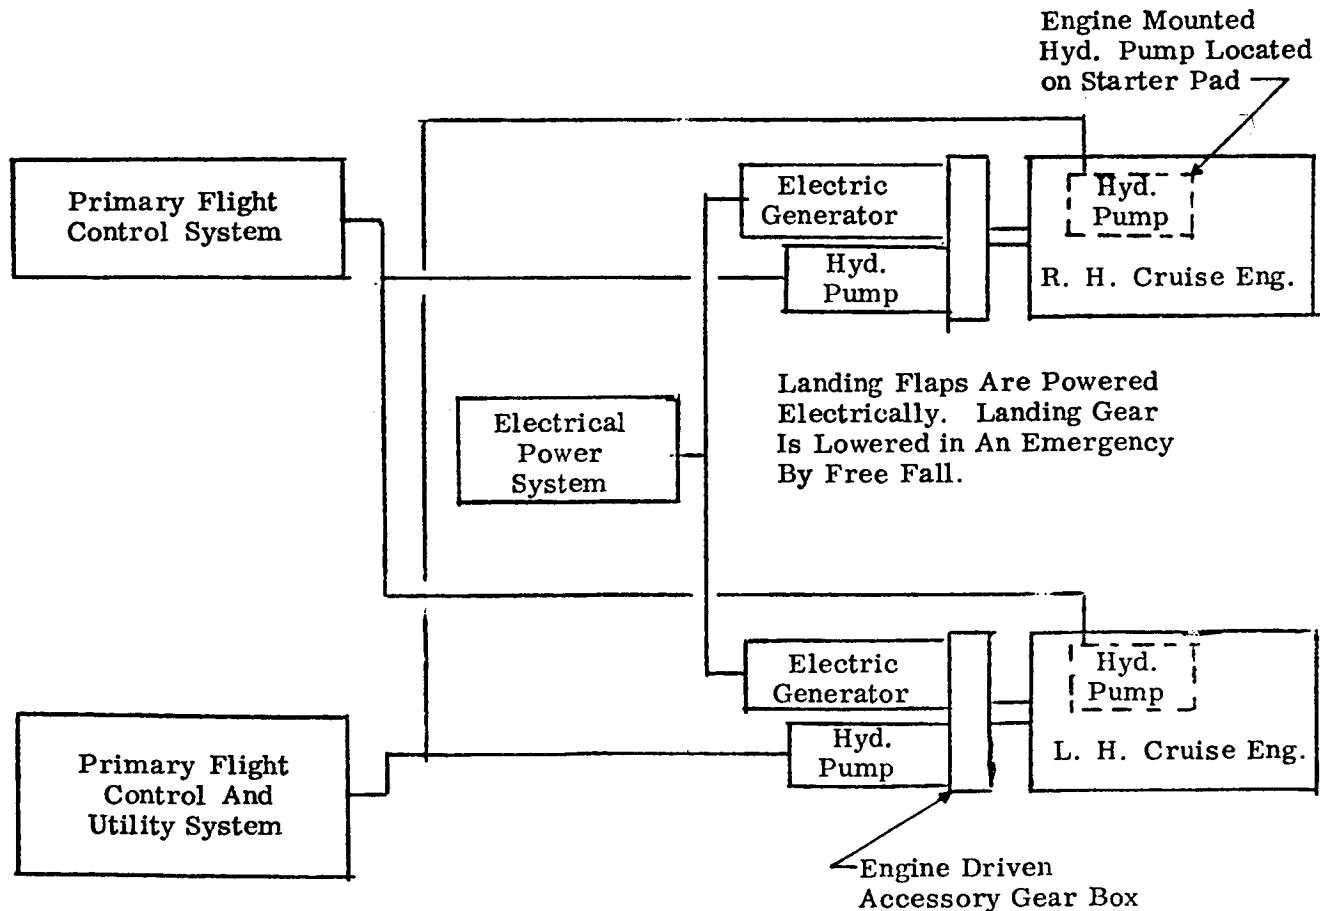 Engine Mounted
Hyd. Pump Located
on Starter Pad
Primary Flight
Control System
Electric
Generator
Hyd.
Pump
Hyd.
Pump
R. H. Cruise Eng.
Electrical
Power
System
Landing Flaps Are Powered
Electrically. Landing Gear
Is Lowered in An Emergency
By Free Fall.
Primary Flight
Control And
Utility System
Electric
Generator
Hyd.
Pump
Hyd.
Pump
L. H. Cruise Eng.
Engine Driven
Accessory Gear Box